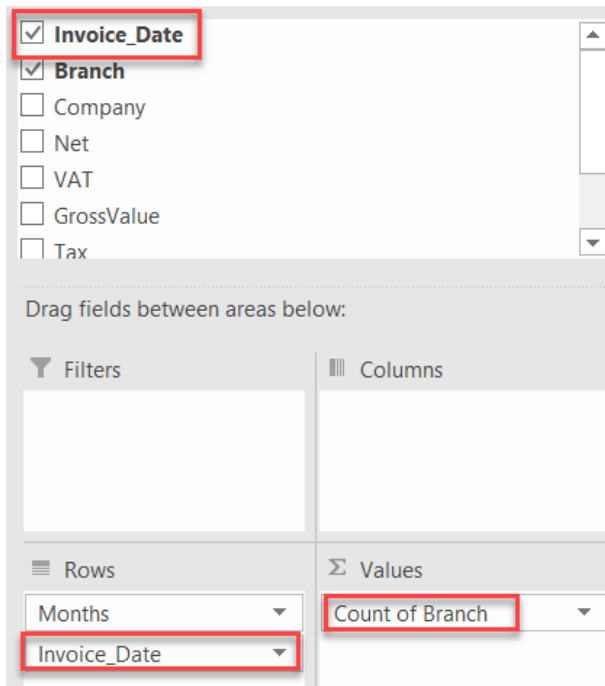 Invoice_Date
Branch
Company
Net
VAT
GrossValue
Tax
Drag fields between areas below:
Filters
Columns
Rows
Σ Values
Months
Count of Branch
Invoice_Date